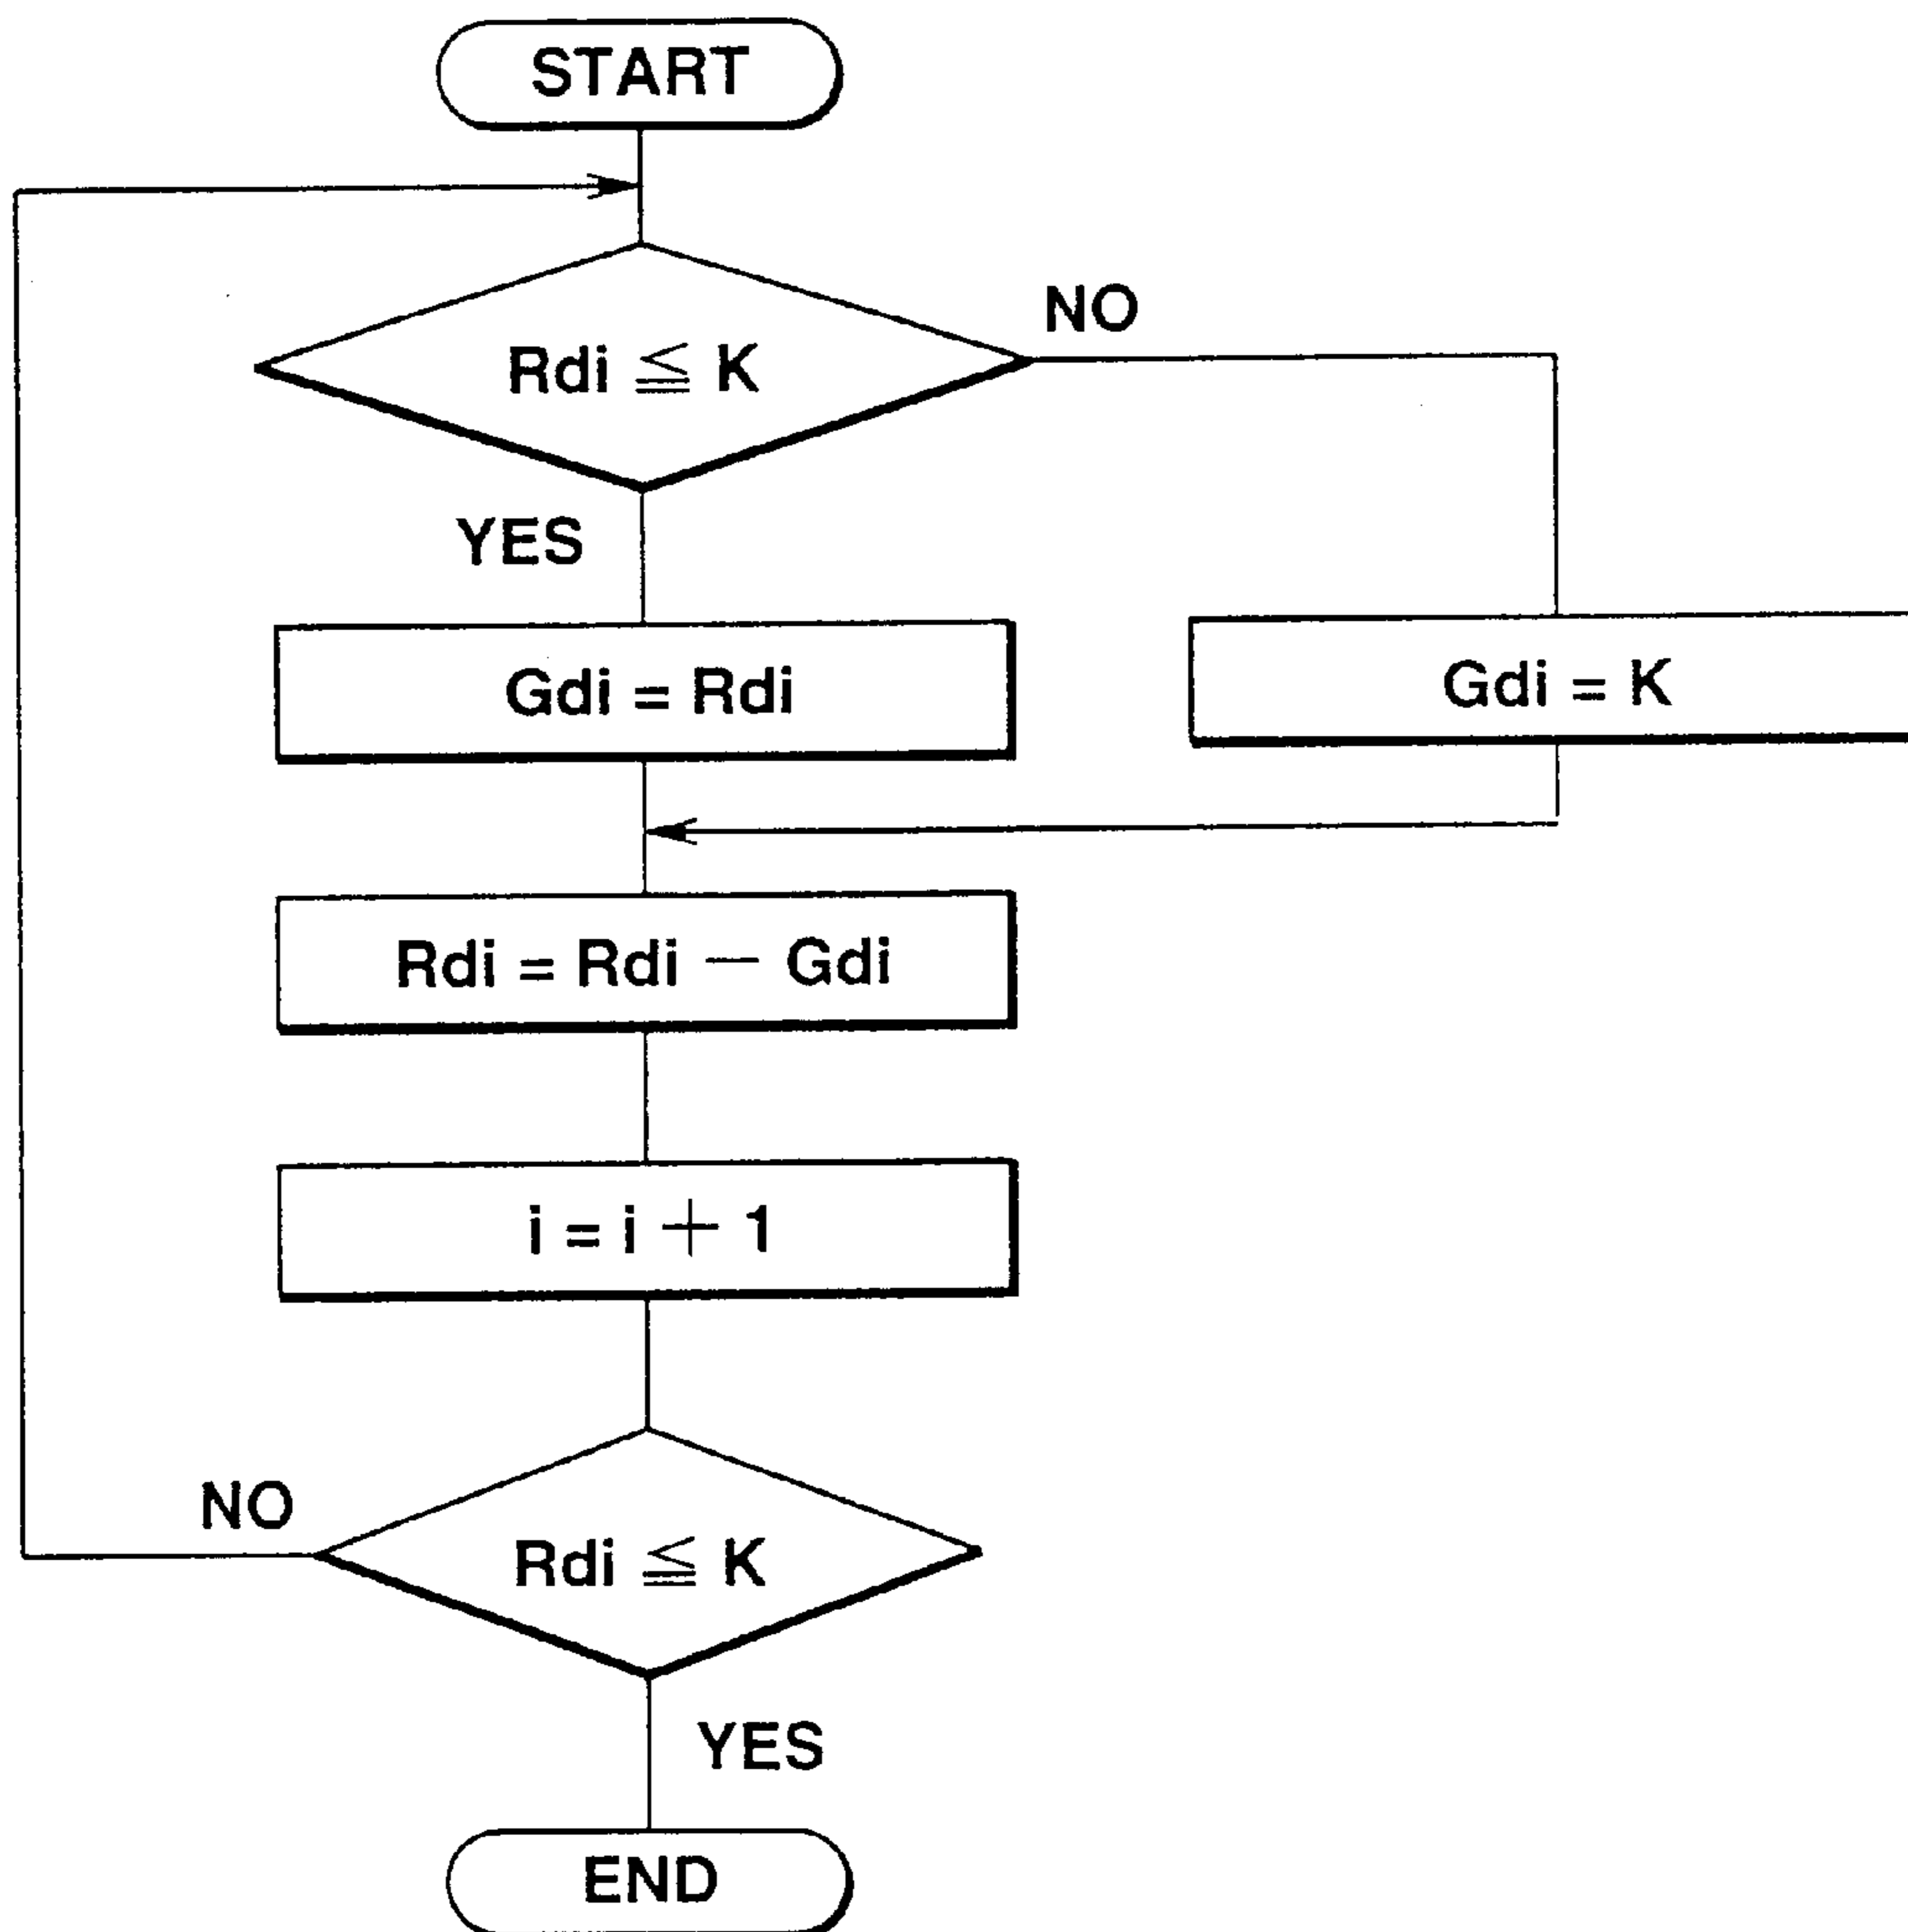 START
NO
Rdi ≦ K
YES
Gdi = Rdi
Gdi = K
Rdi = Rdi − Gdi
i = i + 1
NO
Rdi ≦ K
YES
END